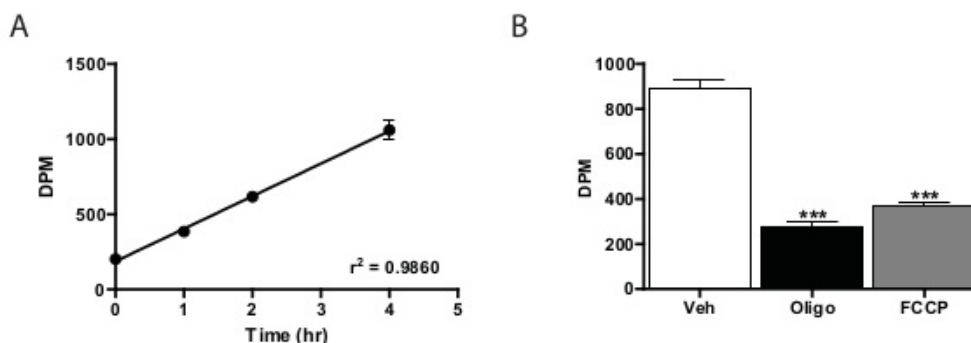 A
DPM
1500
1000
500
0
0 1 2 3 4 5
Time (hr)
r² = 0.9860
B
DPM
1000
800
600
400
200
0
***
***
Veh Oligo FCCP